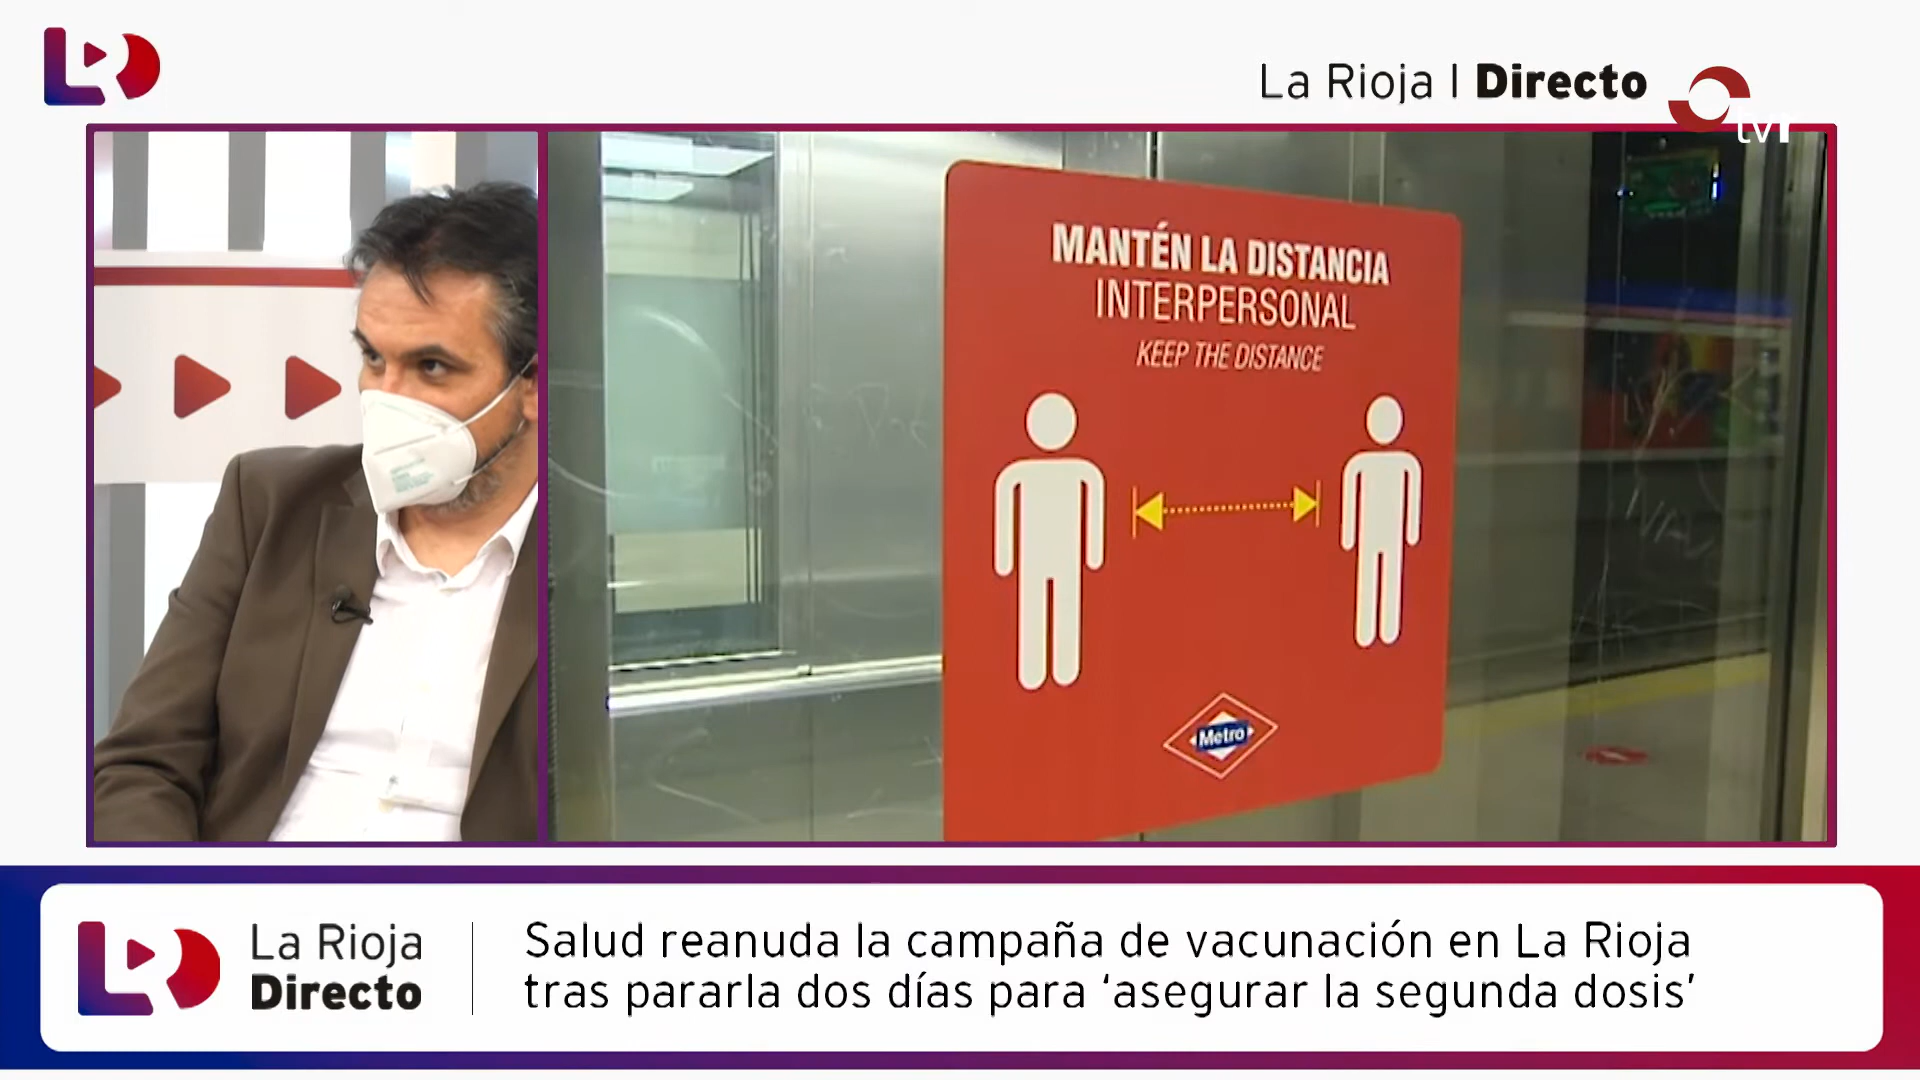 La Rioja | Directo
tvr
MANTÉN LA DISTANCIA
INTERPERSONAL
KEEP THE DISTANCE
Metro
La Rioja
Directo
Salud reanuda la campaña de vacunación en La Rioja
tras pararla dos días para ‘asegurar la segunda dosis’